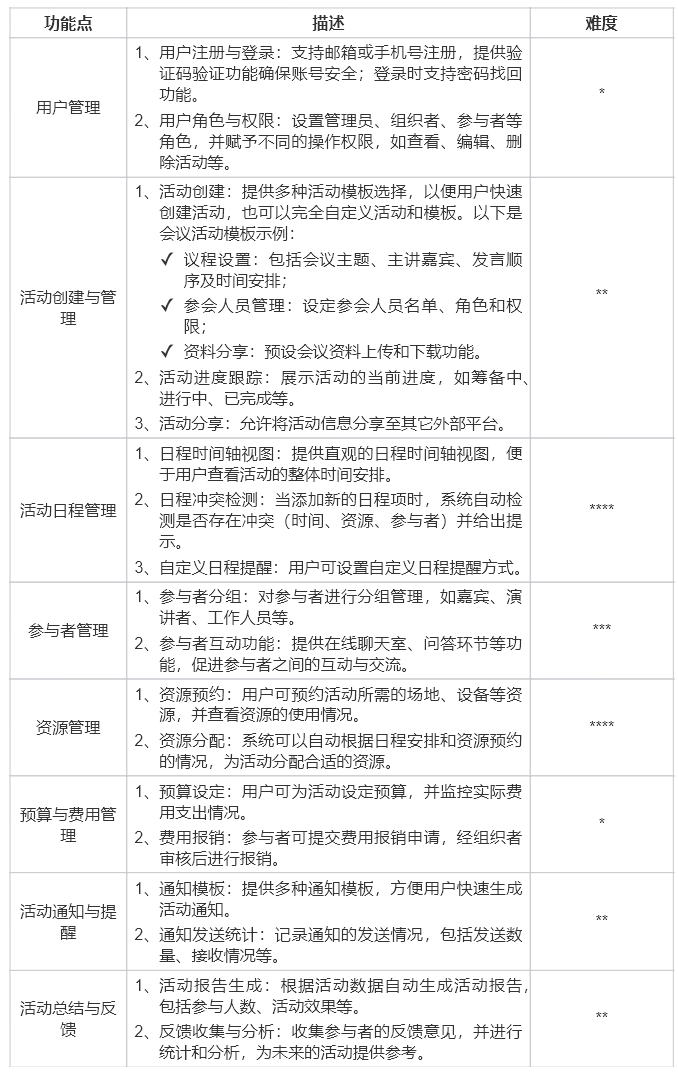 功能点 描述 难度
用户管理
1、用户注册与登录：支持邮箱或手机号注册，提供验
证码验证功能确保账号安全；登录时支持密码找回
功能。
2、用户角色与权限：设置管理员、组织者、参与者等
角色，并赋予不同的操作权限，如查看、编辑、删
除活动等。
*
活动创建与管
理
1、活动创建：提供多种活动模板选择，以便用户快速
创建活动，也可以完全自定义活动和模板。以下是
会议活动模板示例：
✓ 议程设置：包括会议主题、主讲嘉宾、发言顺
序及时间安排；
✓ 参会人员管理：设定参会人员名单、角色和权
限；
✓ 资料分享：预设会议资料上传和下载功能。
2、活动进度跟踪：展示活动的当前进度，如筹备中、
进行中、已完成等。
3、活动分享：允许将活动信息分享至其它外部平台。
**
活动日程管理
1、日程时间轴视图：提供直观的日程时间轴视图，便
于用户查看活动的整体时间安排。
2、日程冲突检测：当添加新的日程项时，系统自动检
测是否存在冲突（时间、资源、参与者）并给出提
示。
3、自定义日程提醒：用户可设置自定义日程提醒方式。
****
参与者管理
1、参与者分组：对参与者进行分组管理，如嘉宾、演
讲者、工作人员等。
2、参与者互动功能：提供在线聊天室、问答环节等功
能，促进参与者之间的互动与交流。
***
资源管理
1、资源预约：用户可预约活动所需的场地、设备等资
源，并查看资源的使用情况。
2、资源分配：系统可以自动根据日程安排和资源预约
的情况，为活动分配合适的资源。
****
预算与费用管
理
1、预算设定：用户可为活动设定预算，并监控实际费
用支出情况。
2、费用报销：参与者可提交费用报销申请，经组织者
审核后进行报销。
*
活动通知与提
醒
1、通知模板：提供多种通知模板，方便用户快速生成
活动通知。
2、通知发送统计：记录通知的发送情况，包括发送数
量、接收情况等。
**
活动总结与反
馈
1、活动报告生成：根据活动数据自动生成活动报告，
包括参与人数、活动效果等。
2、反馈收集与分析：收集参与者的反馈意见，并进行
统计和分析，为未来的活动提供参考。
**